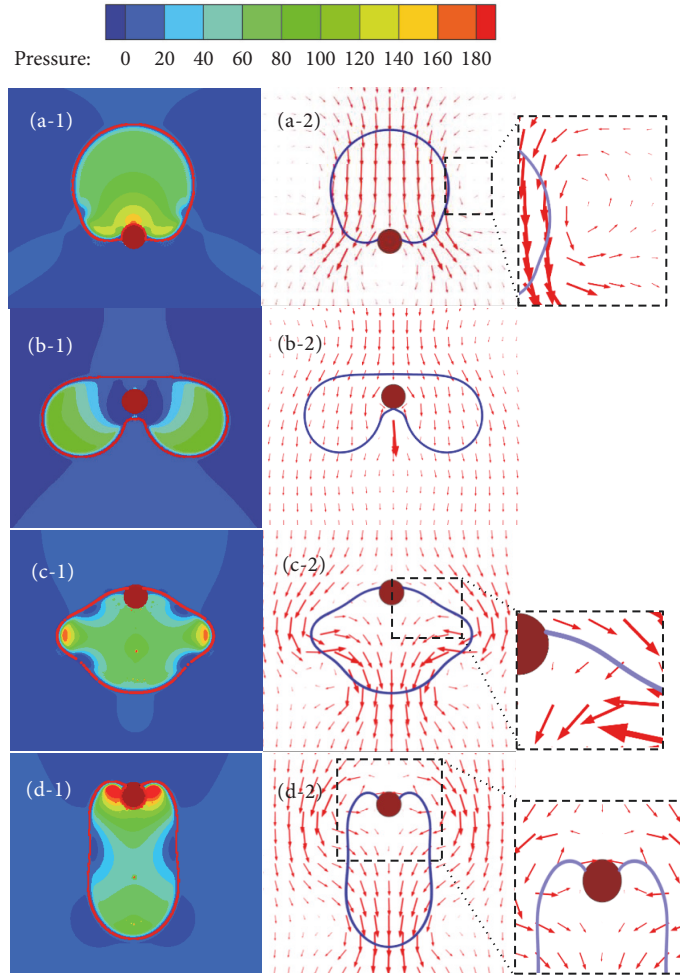 Pressure: 0 20 40 60 80 100 120 140 160 180
(a-1) (a-2)
(b-1) (b-2)
(c-1) (c-2)
(d-1) (d-2)